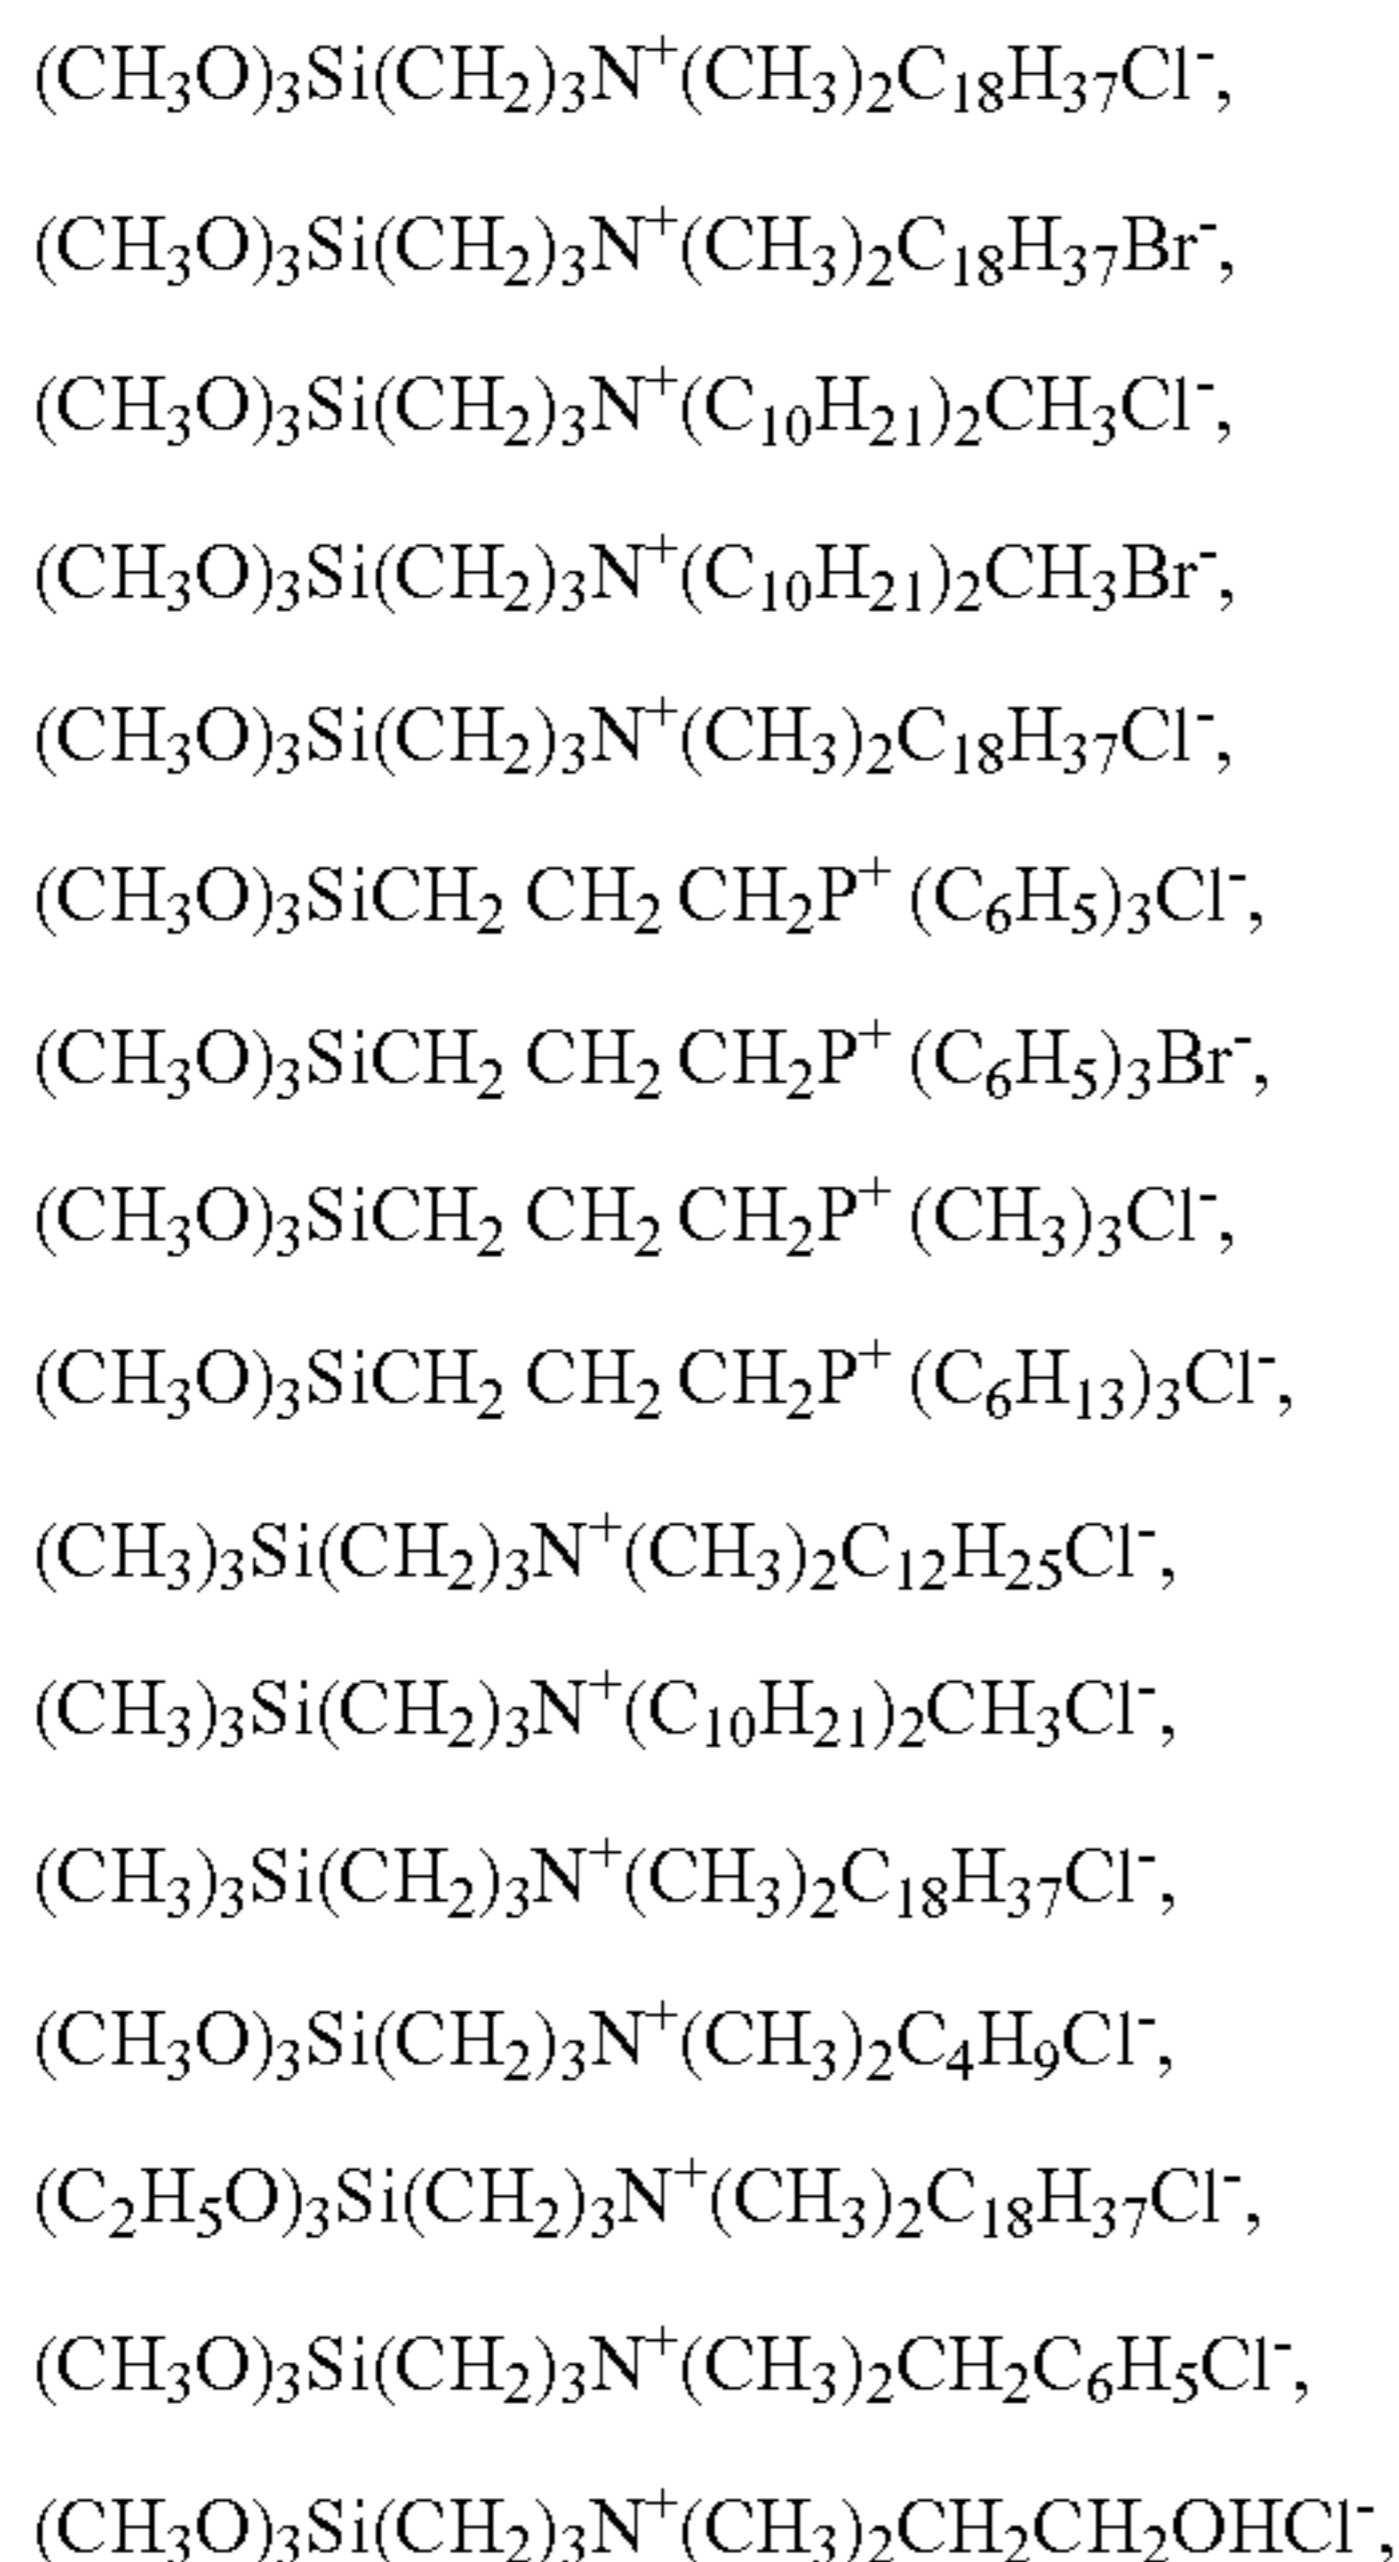 (CH₃O)₃Si(CH₂)₃N⁺(CH₃)₂C₁₈H₃₇Cl⁻,
(CH₃O)₃Si(CH₂)₃N⁺(CH₃)₂C₁₈H₃₇Br⁻,
(CH₃O)₃Si(CH₂)₃N⁺(C₁₀H₂₁)₂CH₃Cl⁻,
(CH₃O)₃Si(CH₂)₃N⁺(C₁₀H₂₁)₂CH₃Br⁻,
(CH₃O)₃Si(CH₂)₃N⁺(CH₃)₂C₁₈H₃₇Cl⁻,
(CH₃O)₃SiCH₂ CH₂ CH₂P⁺ (C₆H₅)₃Cl⁻,
(CH₃O)₃SiCH₂ CH₂ CH₂P⁺ (C₆H₅)₃Br⁻,
(CH₃O)₃SiCH₂ CH₂ CH₂P⁺ (CH₃)₃Cl⁻,
(CH₃O)₃SiCH₂ CH₂ CH₂P⁺ (C₆H₁₃)₃Cl⁻,
(CH₃)₃Si(CH₂)₃N⁺(CH₃)₂C₁₂H₂₅Cl⁻,
(CH₃)₃Si(CH₂)₃N⁺(C₁₀H₂₁)₂CH₃Cl⁻,
(CH₃)₃Si(CH₂)₃N⁺(CH₃)₂C₁₈H₃₇Cl⁻,
(CH₃O)₃Si(CH₂)₃N⁺(CH₃)₂C₄H₉Cl⁻,
(C₂H₅O)₃Si(CH₂)₃N⁺(CH₃)₂C₁₈H₃₇Cl⁻,
(CH₃O)₃Si(CH₂)₃N⁺(CH₃)₂CH₂C₆H₅Cl⁻,
(CH₃O)₃Si(CH₂)₃N⁺(CH₃)₂CH₂CH₂OHCl⁻,